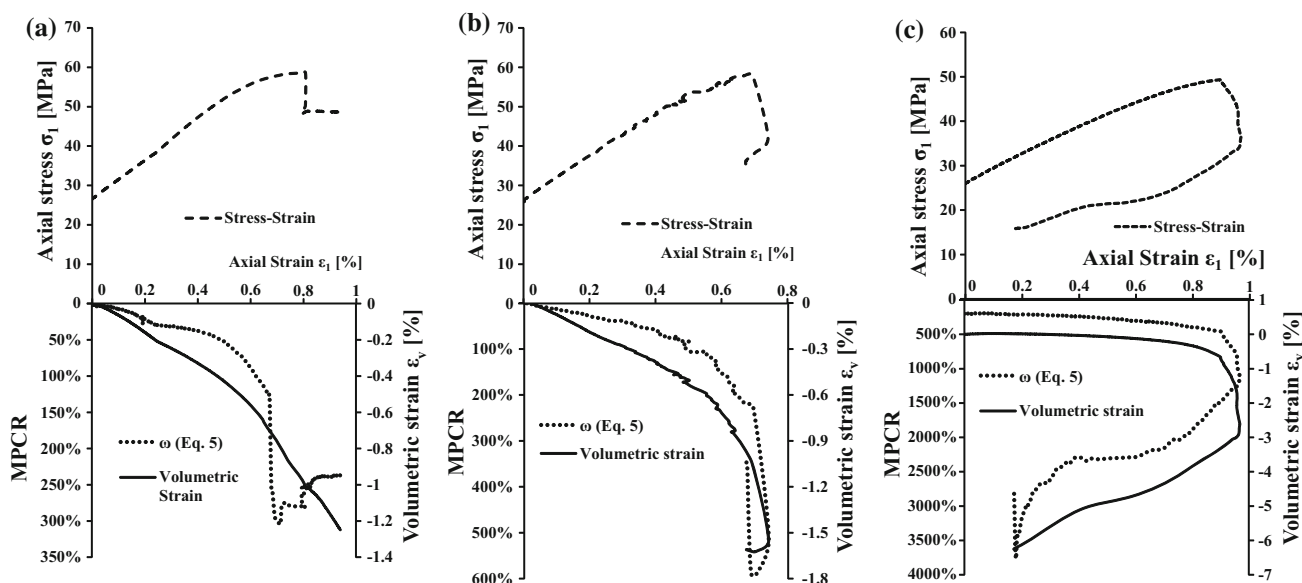 (a)
70
60
50
40
30
20
10
0
Axial stress σ1 [MPa]
Stress-Strain
Axial Strain ε1 [%]
0 0.2 0.4 0.6 0.8 1
0
50%
100%
150%
200%
250%
300%
350%
MPCR
ω (Eq. 5)
Volumetric
Strain
0
-0.2
-0.4
-0.6
-0.8
-1
-1.2
-1.4
Volumetric strain εv [%]
(b)
70
60
50
40
30
20
10
0
Axial stress σ1 [MPa]
Stress-Strain
Axial Strain ε1 [%]
0 0.2 0.4 0.6 0.8
0
100%
200%
300%
400%
500%
600%
MPCR
ω (Eq. 5)
Volumetric strain
0
-0.3
-0.6
-0.9
-1.2
-1.5
-1.8
Volumetric strain εv [%]
(c)
60
50
40
30
20
10
0
Axial stress σ1 [MPa]
Stress-Strain
Axial Strain ε1 [%]
0 0.2 0.4 0.6 0.8 1
0
500%
1000%
1500%
2000%
2500%
3000%
3500%
4000%
MPCR
ω (Eq. 5)
Volumetric strain
1
0
-1
-2
-3
-4
-5
-6
-7
Volumetric strain εv [%]